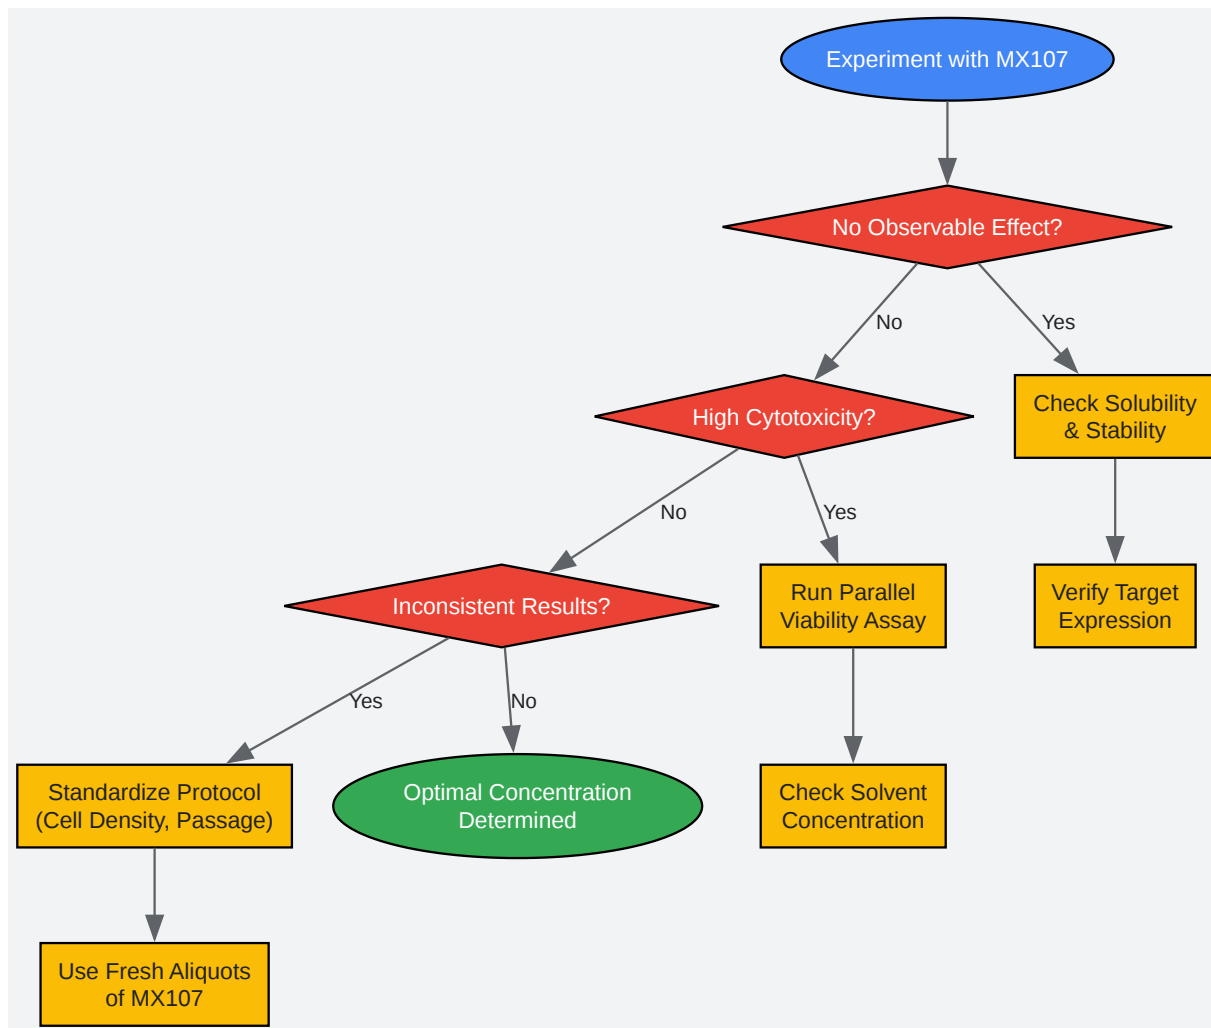 Experiment with MX107
No Observable Effect?
No
Yes
High Cytotoxicity?
Check Solubility
& Stability
No
Yes
Inconsistent Results?
Run Parallel
Viability Assay
Verify Target
Expression
Yes
No
Standardize Protocol
(Cell Density, Passage)
Optimal Concentration
Determined
Check Solvent
Concentration
Use Fresh Aliquots
of MX107